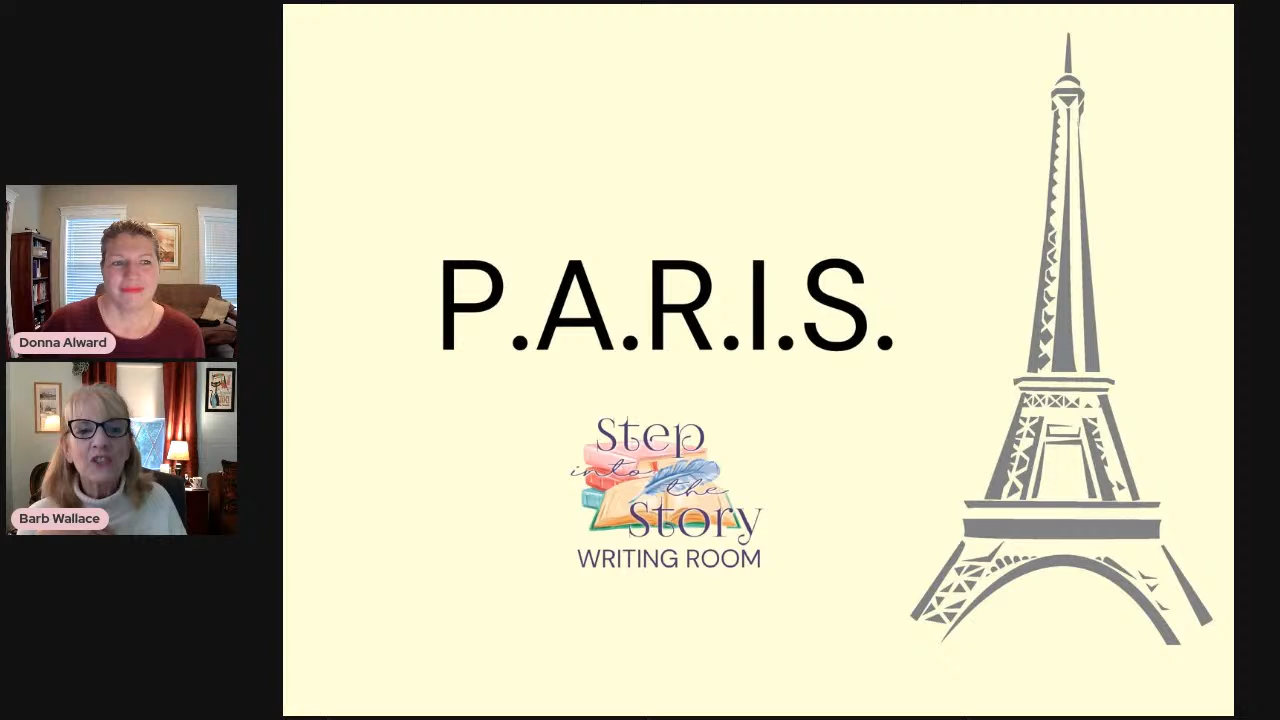 P.A.R.I.S.
Step
into
the
Story
WRITING ROOM
Donna Alward
Barb Wallace